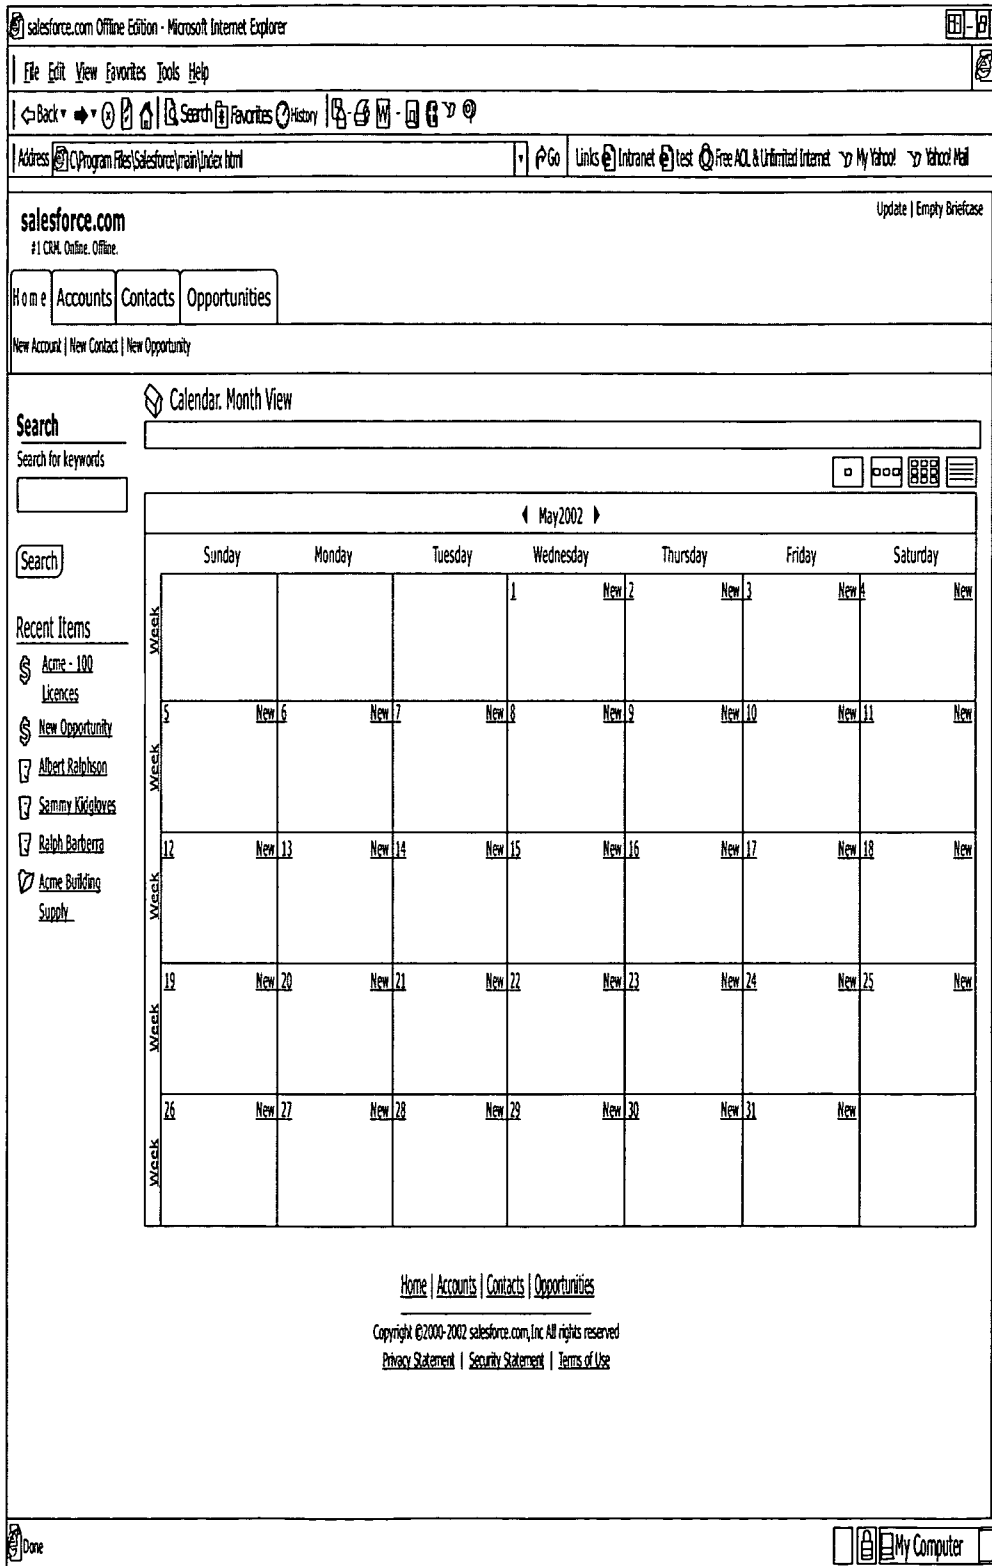 salesforce.com Offline Edition - Microsoft Internet Explorer
File Edit View Favorites Tools Help
Back Search Favorites History
Address C:\Program Files\Salesforce\main\Index html Go Links Intranet test Free AOL & Unlimited Internet My Yahoo! Yahoo! Mail
salesforce.com
#1 CRM. Online. Offline.
Update | Empty Briefcase
Home Accounts Contacts Opportunities
New Account | New Contact | New Opportunity
Calendar. Month View
Search
Search for keywords
Search
Recent Items
Acme - 100
Licences
New Opportunity
Albert Ralphson
Sammy Kidgloves
Ralph Barberra
Acme Building
Supply
May2002
Sunday Monday Tuesday Wednesday Thursday Friday Saturday
Week 1 New 2 New 3 New 4 New
Week 5 New 6 New 7 New 8 New 9 New 10 New 11 New
Week 12 New 13 New 14 New 15 New 16 New 17 New 18 New
Week 19 New 20 New 21 New 22 New 23 New 24 New 25 New
Week 26 New 27 New 28 New 29 New 30 New 31 New
Home | Accounts | Contacts | Opportunities
Copyright ©2000-2002 salesforce.com,Inc All rights reserved
Privacy Statement | Security Statement | Terms of Use
Done My Computer